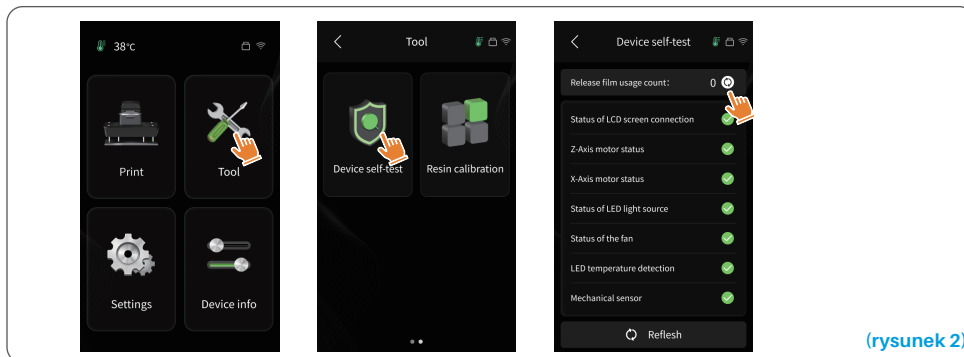 38°C
Print
Tool
Settings
Device info
Tool
Device self-test
Resin calibration
Device self-test
Release film usage count: 0
Status of LCD screen connection
Z-Axis motor status
X-Axis motor status
Status of LED light source
Status of the fan
LED temperature detection
Mechanical sensor
Reflesh
(rysunek 2)